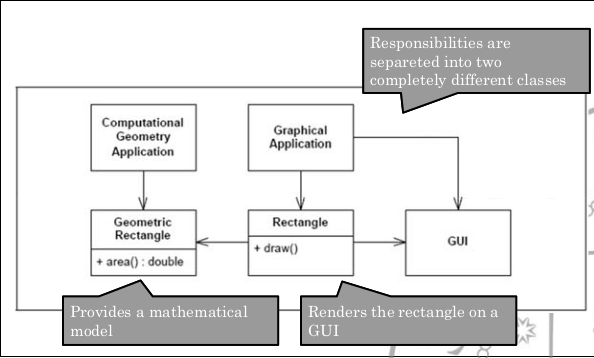 Responsibilities are
separeted into two
completely different classes
Computational
Geometry
Application
Graphical
Application
Geometric
Rectangle
+ area() : double
Rectangle
+ draw()
GUI
Provides a mathematical
model
Renders the rectangle on a
GUI